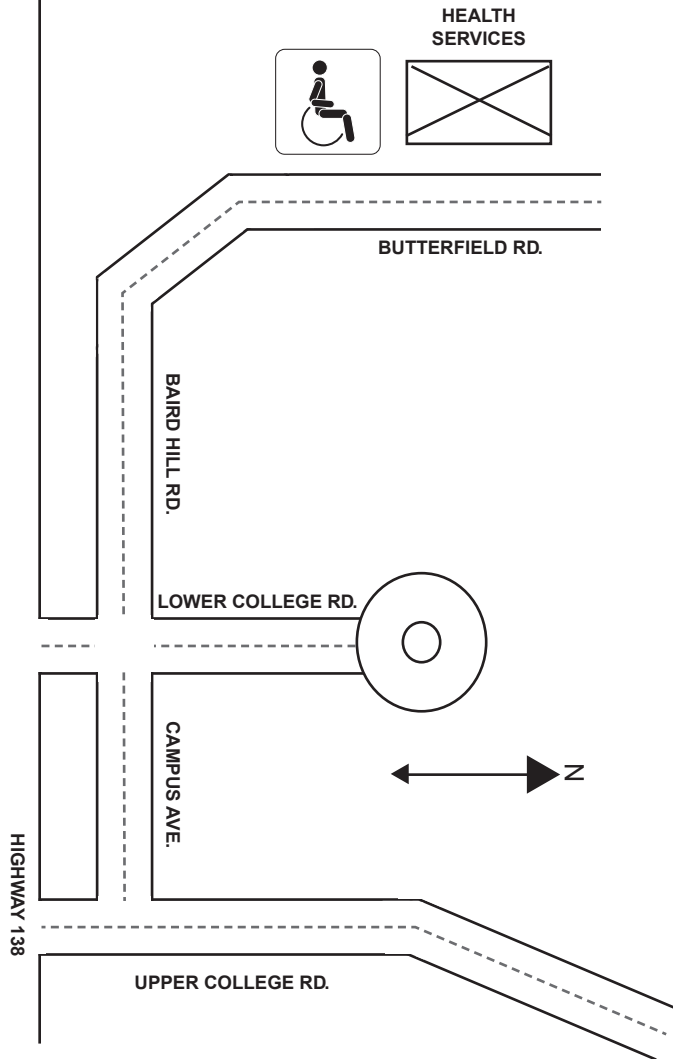 HEALTH
SERVICES
BUTTERFIELD RD.
BAIRD HILL RD.
LOWER COLLEGE RD.
CAMPUS AVE.
N
HIGHWAY 138
UPPER COLLEGE RD.